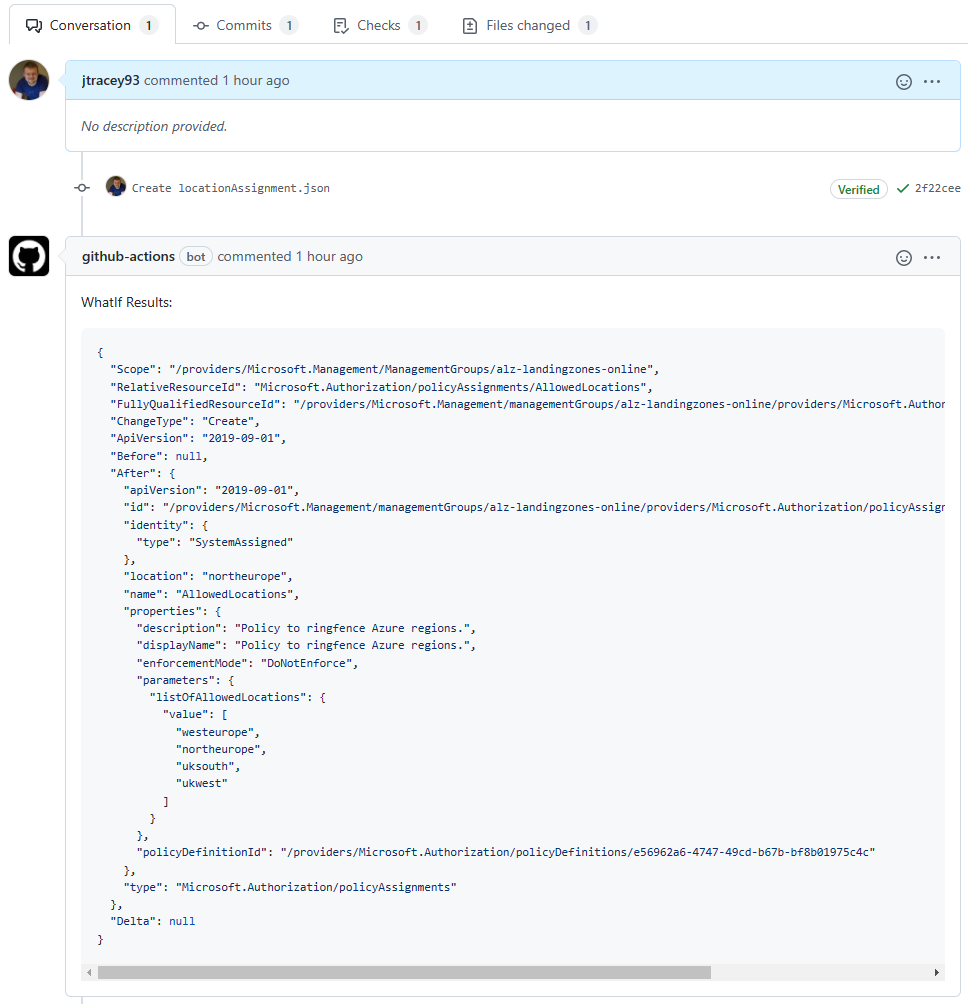 Conversation 1 Commits 1 Checks 1 Files changed 1
jtracey93 commented 1 hour ago
No description provided.
Create locationAssignment.json Verified 2f22cee
github-actions bot commented 1 hour ago
WhatIf Results:
{
"Scope": "/providers/Microsoft.Management/ManagementGroups/alz-landingzones-online",
"RelativeResourceId": "Microsoft.Authorization/policyAssignments/AllowedLocations",
"FullyQualifiedResourceId": "/providers/Microsoft.Management/managementGroups/alz-landingzones-online/providers/Microsoft.Author
"ChangeType": "Create",
"ApiVersion": "2019-09-01",
"Before": null,
"After": {
"apiVersion": "2019-09-01",
"id": "/providers/Microsoft.Management/managementGroups/alz-landingzones-online/providers/Microsoft.Authorization/policyAssign
"identity": {
"type": "SystemAssigned"
},
"location": "northeurope",
"name": "AllowedLocations",
"properties": {
"description": "Policy to ringfence Azure regions.",
"displayName": "Policy to ringfence Azure regions.",
"enforcementMode": "DoNotEnforce",
"parameters": {
"listOfAllowedLocations": {
"value": [
"westeurope",
"northeurope",
"uksouth",
"ukwest"
]
}
},
"policyDefinitionId": "/providers/Microsoft.Authorization/policyDefinitions/e56962a6-4747-49cd-b67b-bf8b01975c4c"
},
"type": "Microsoft.Authorization/policyAssignments"
},
"Delta": null
}